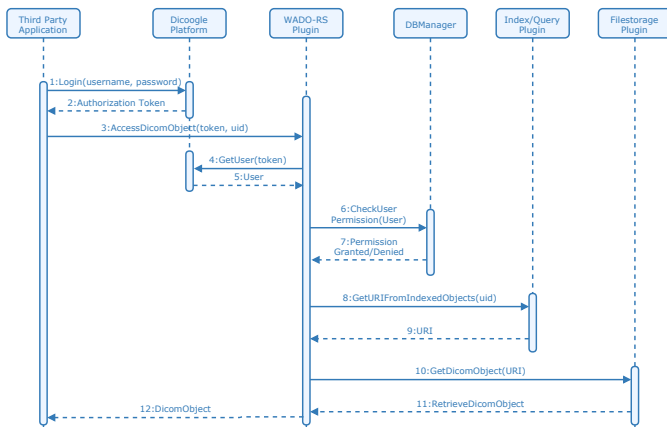 Third Party
Application
Dicoogle
Platform
WADO-RS
Plugin
DBManager
Index/Query
Plugin
Filestorage
Plugin
1:Login(username, password)
2:Authorization Token
3:AccessDicomObject(token, uid)
4:GetUser(token)
5:User
6:CheckUser
Permission(User)
7:Permission
Granted/Denied
8:GetURIFromIndexedObjects(uid)
9:URI
10:GetDicomObject(URI)
11:RetrieveDicomObject
12:DicomObject